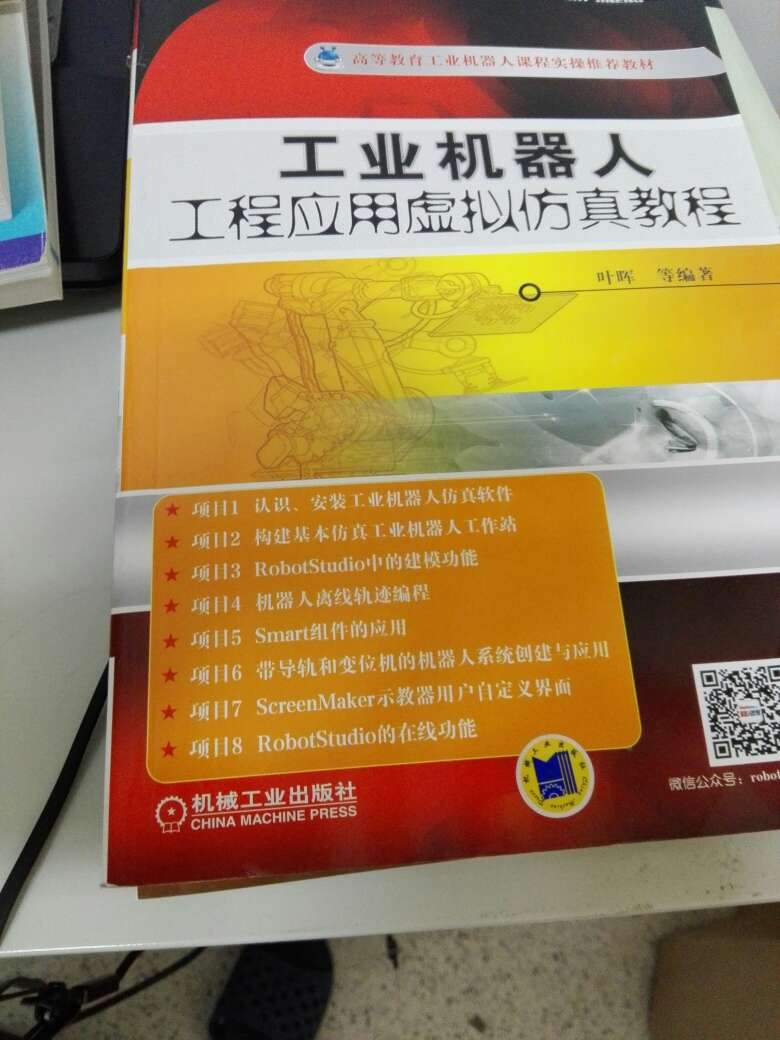 高等教育工业机器人课程实操推荐教材
工业机器人
工程应用虚拟仿真教程
叶晖 等编著
★ 项目1 认识、安装工业机器人仿真软件
★ 项目2 构建基本仿真工业机器人工作站
★ 项目3 RobotStudio中的建模功能
★ 项目4 机器人离线轨迹编程
★ 项目5 Smart组件的应用
★ 项目6 带导轨和变位机的机器人系统创建与应用
★ 项目7 ScreenMaker示教器用户自定义界面
★ 项目8 RobotStudio的在线功能
机械工业出版社
CHINA MACHINE PRESS
微信公众号：robo